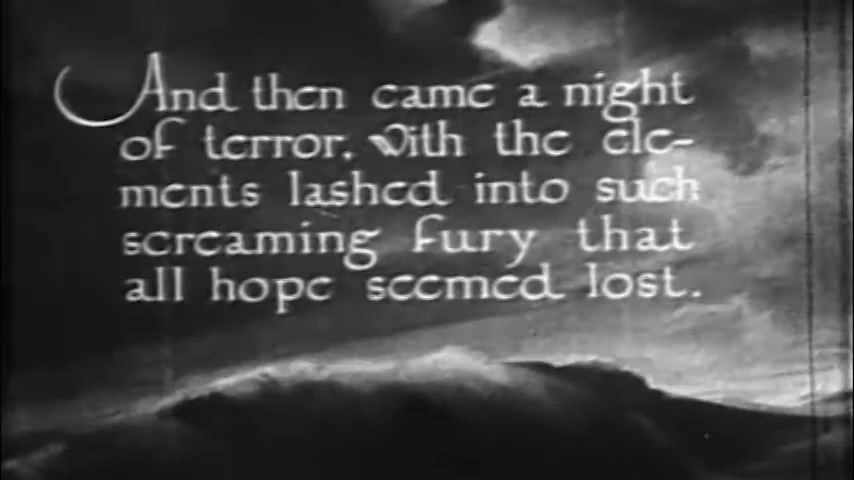 And then came a night
of terror. With the ele-
ments lashed into such
screaming fury that
all hope seemed lost.